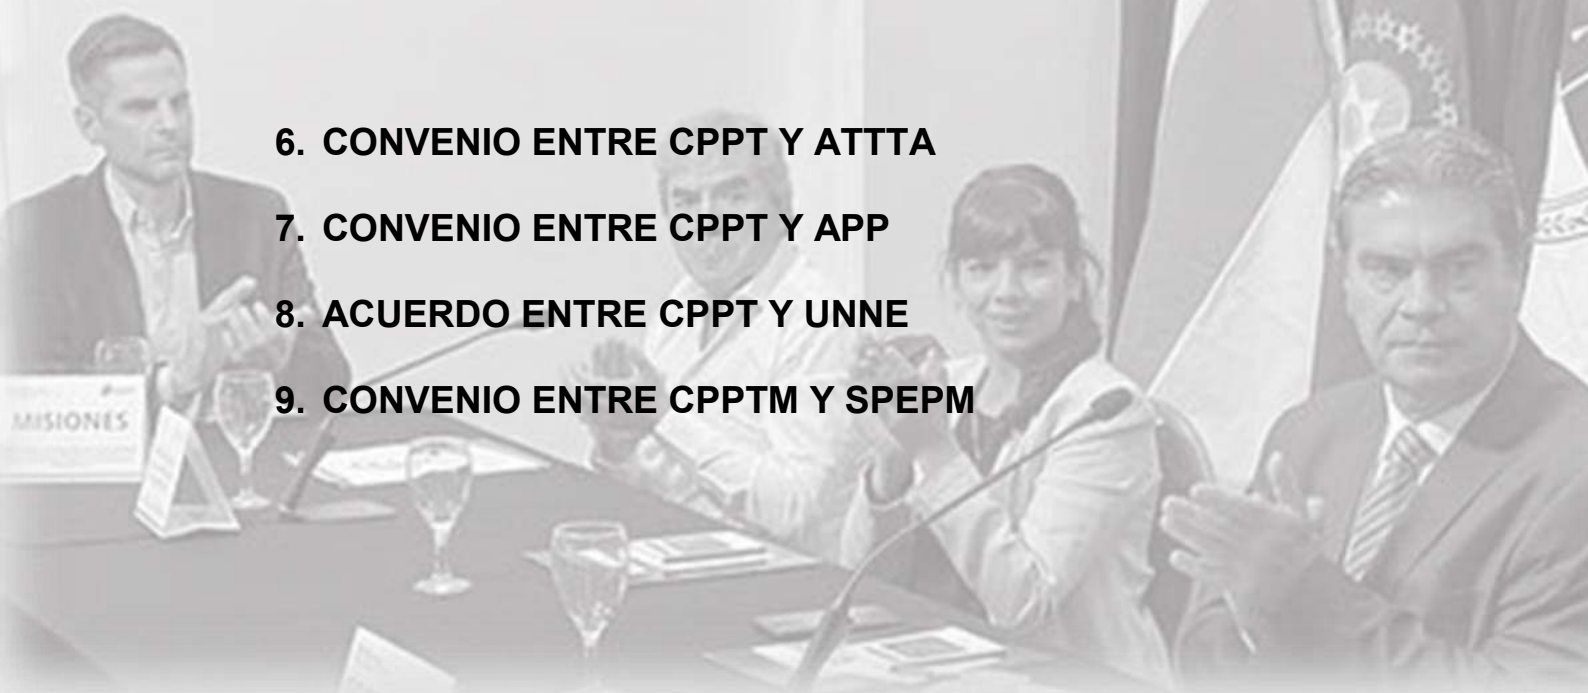 6. CONVENIO ENTRE CPPT Y ATTTA
7. CONVENIO ENTRE CPPT Y APP
8. ACUERDO ENTRE CPPT Y UNNE
9. CONVENIO ENTRE CPPTM Y SPEPM
MISIONES